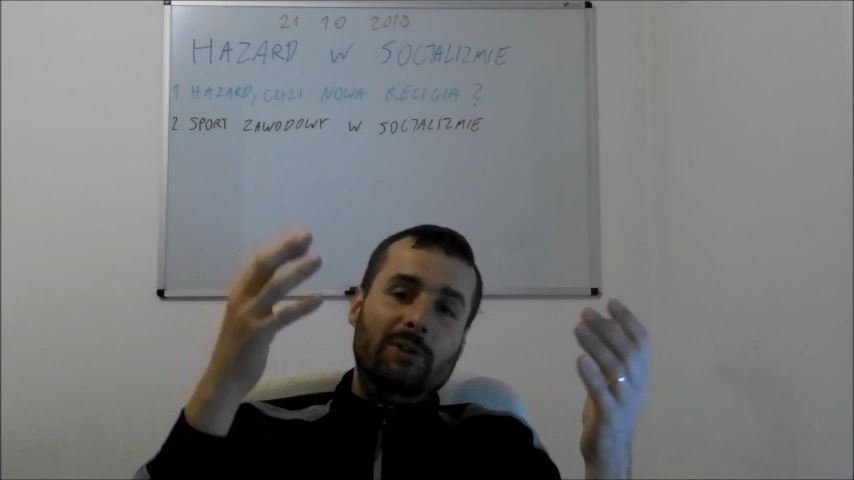 21 10 2013
HAZARD W SOCJALIZMIE
1. HAZARD, CZYLI NOWA RELIGIA?
2 SPORT ZAWODOWY W SOCJALIZMIE